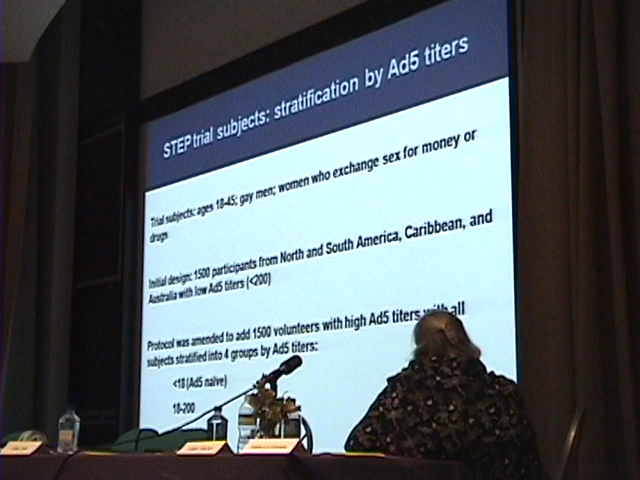 STEP trial subjects: stratification by Ad5 titers
Trial subjects: ages 18-45; gay men; women who exchange sex for money or
drugs
Initial design: 1500 participants from North and South America, Caribbean, and
Australia with low Ad5 titers (<200)
Protocol was amended to add 1500 volunteers with high Ad5 titers with all
subjects stratified into 4 groups by Ad5 titers:
<18 (Ad5 naive)
18-200